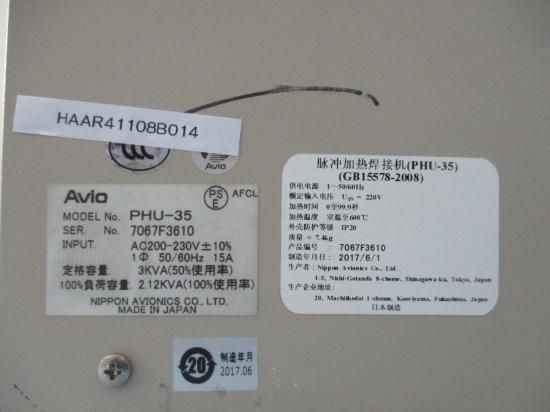 HAAR41108B014
CCC
Avio
Avio
PS
E
AFCL
MODEL No. PHU-35
SER. No. 7067F3610
INPUT. AC200-230V±10%
1Φ 50/60Hz 15A
定格容量. 3KVA(50%使用率)
100%負荷容量. 2.12KVA(100%使用率)
NIPPON AVIONICS CO., LTD.
MADE IN JAPAN
20
制造年月
2017.06
脉冲加热焊接机(PHU-35)
(GB15578-2008)
供电电源 1～50/60Hz
额定输入电压 U₁ₙ = 220V
加热时间 0至99.9秒
加热温度 室温至600℃
外壳防护等级 IP20
质量 = 7.4kg
产品编号: 7067F3610
制造年月日: 2017/6/1
生产者: Nippon Avionics Co., Ltd.
1-5, Nishi-Gotanda 8-chome, Shinagawa-ku, Tokyo, Japan
生产企业地址:
20, Machiikedai 1-chome, Kooriyama, Fukushima, Japan
日本制造